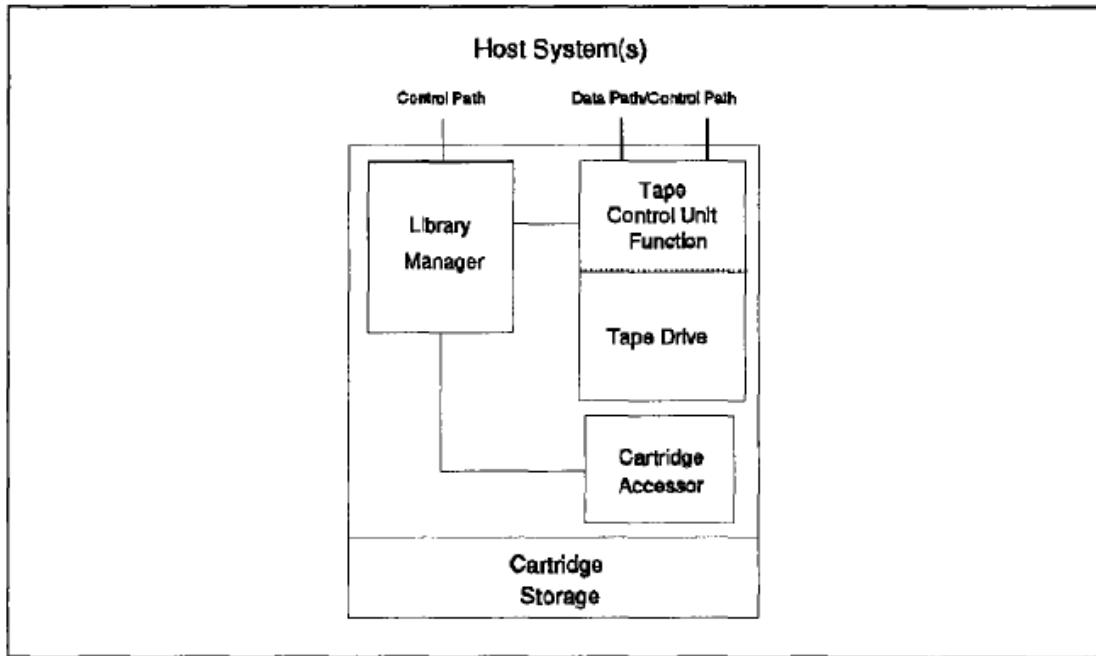 Host System(s)
Control Path
Data Path/Control Path
Library
Manager
Tape
Control Unit
Function
Tape Drive
Cartridge
Accessor
Cartridge
Storage